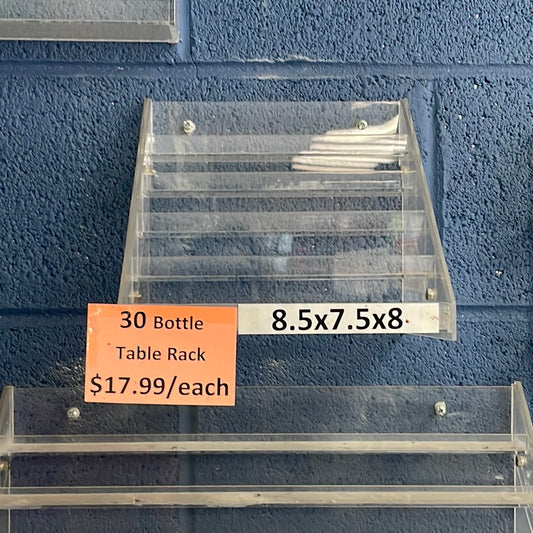 30 Bottle
Table Rack
$17.99/each
8.5x7.5x8